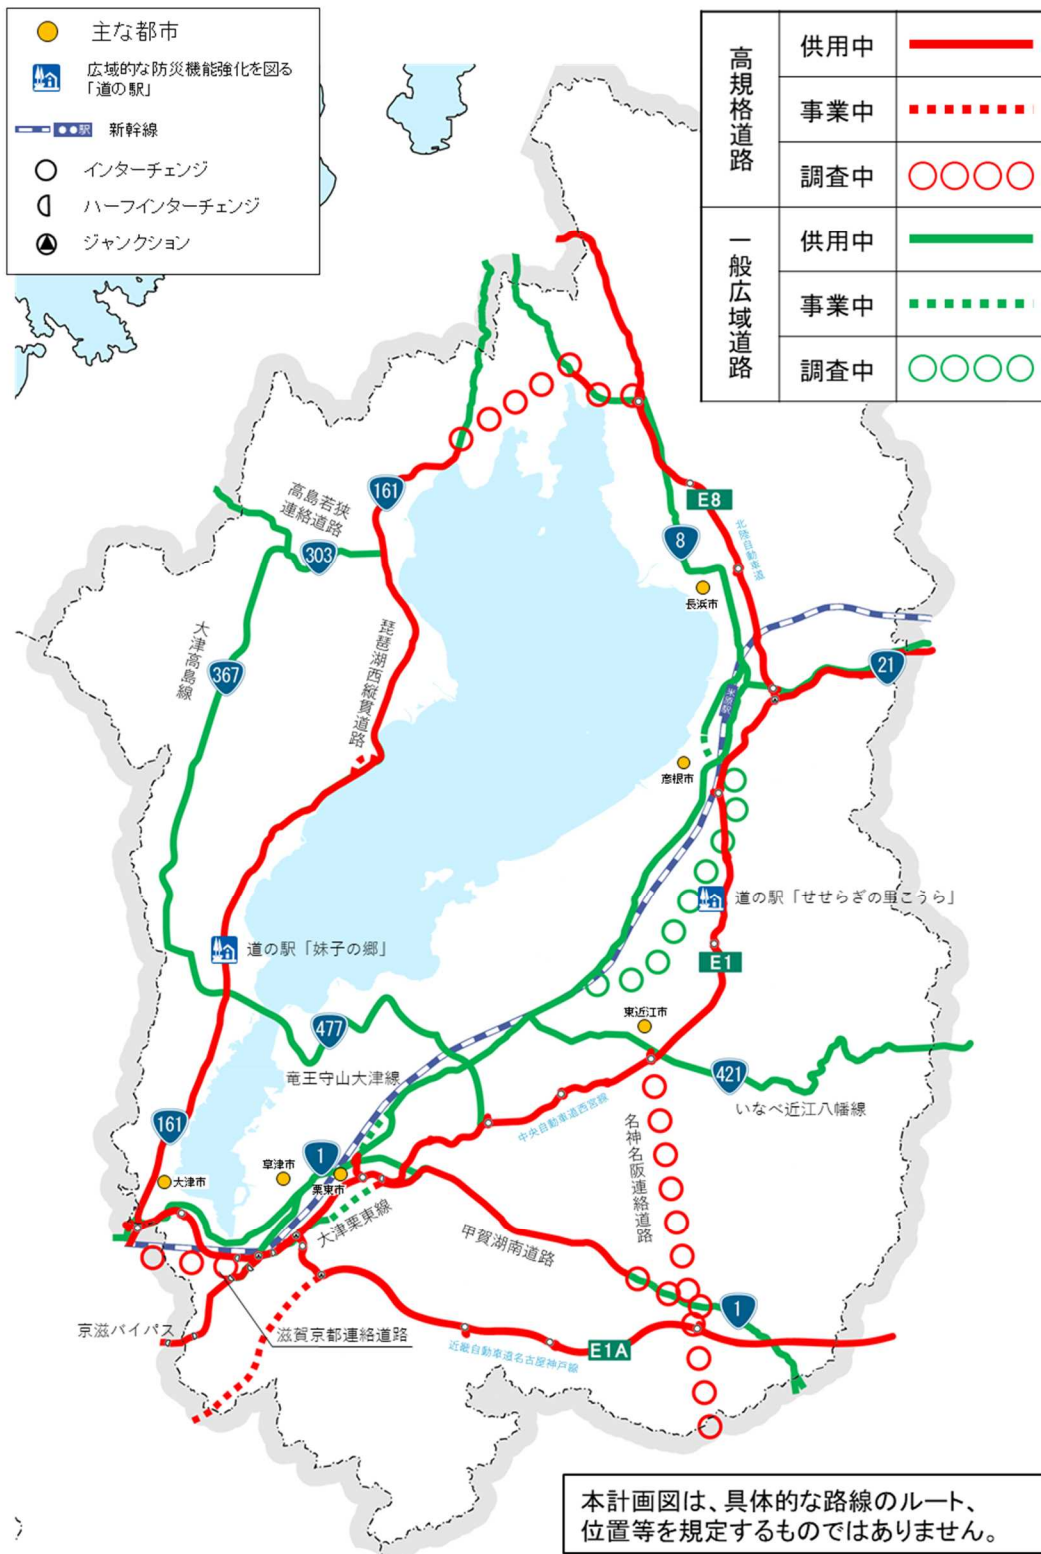 主な都市
広域的な防災機能強化を図る
「道の駅」
●●駅 新幹線
インターチェンジ
ハーフインターチェンジ
ジャンクション
高規格道路
供用中
事業中
調査中
一般広域道路
供用中
事業中
調査中
161
高島若狭
連絡道路
303
E8
北陸自動車道
8
長浜市
大津高島線
367
琵琶湖西縦貫道路
21
米原駅
彦根市
道の駅「せせらぎの里こうら」
道の駅「妹子の郷」
E1
東近江市
477
竜王守山大津線
421
いなべ近江八幡線
中央自動車道西宮線
161
1
大津市
草津市
栗東市
大津栗東線
名神名阪連絡道路
甲賀湖南道路
1
京滋バイパス
滋賀京都連絡道路
近畿自動車道名古屋神戸線
E1A
本計画図は、具体的な路線のルート、
位置等を規定するものではありません。